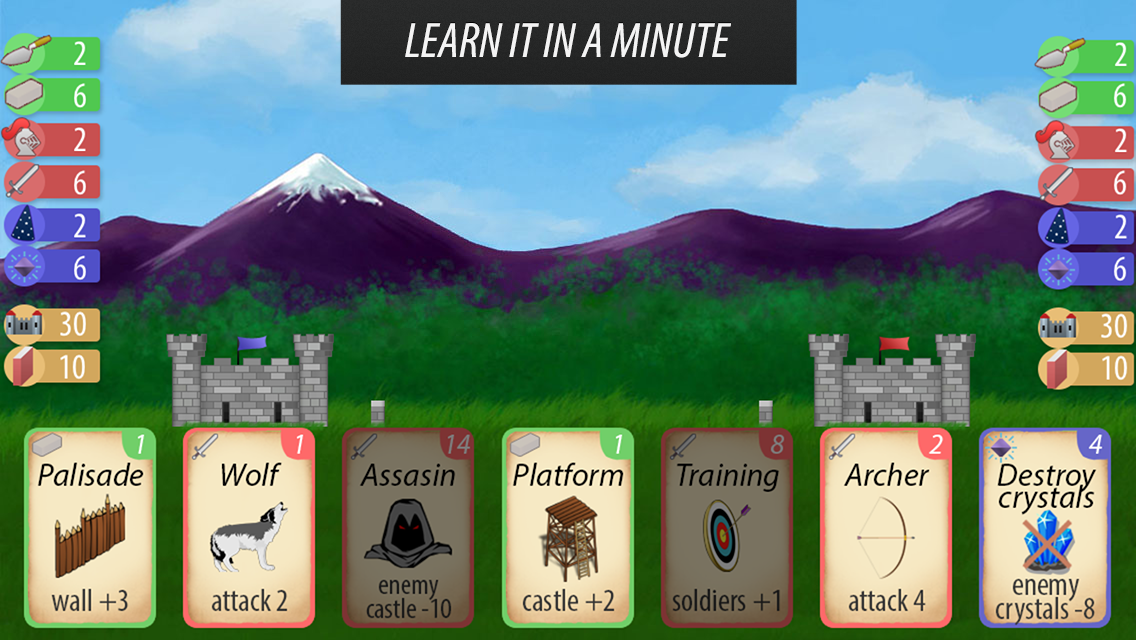 LEARN IT IN A MINUTE
2
6
2
6
2
6
30
10
2
6
2
6
2
6
30
10
1
Palisade
wall +3
1
Wolf
attack 2
14
Assasin
enemy
castle -10
1
Platform
castle +2
8
Training
soldiers +1
2
Archer
attack 4
4
Destroy
crystals
enemy
crystals -8